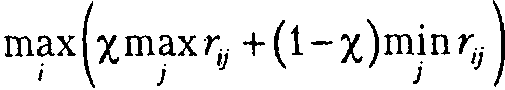 max_i(χ max_j r_ij + (1−χ) min_j r_ij)